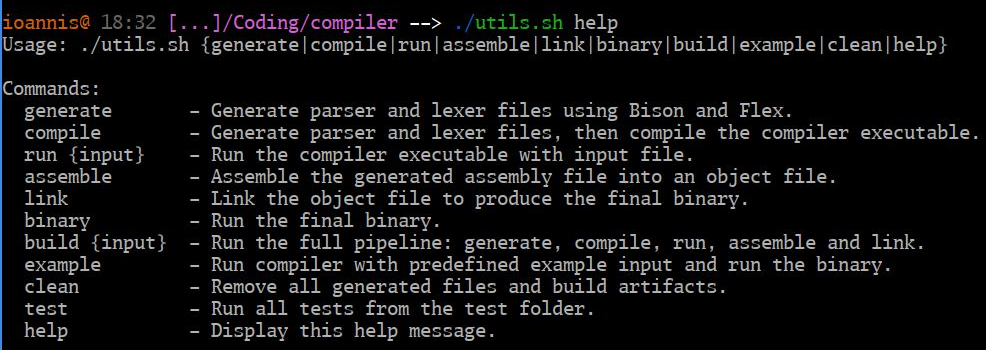 ioannis@ 18:32 [...]/Coding/compiler --> ./utils.sh help
Usage: ./utils.sh {generate|compile|run|assemble|link|binary|build|example|clean|help}
Commands:
generate – Generate parser and lexer files using Bison and Flex.
compile – Generate parser and lexer files, then compile the compiler executable.
run {input} – Run the compiler executable with input file.
assemble – Assemble the generated assembly file into an object file.
link – Link the object file to produce the final binary.
binary – Run the final binary.
build {input} – Run the full pipeline: generate, compile, run, assemble and link.
example – Run compiler with predefined example input and run the binary.
clean – Remove all generated files and build artifacts.
test – Run all tests from the test folder.
help – Display this help message.